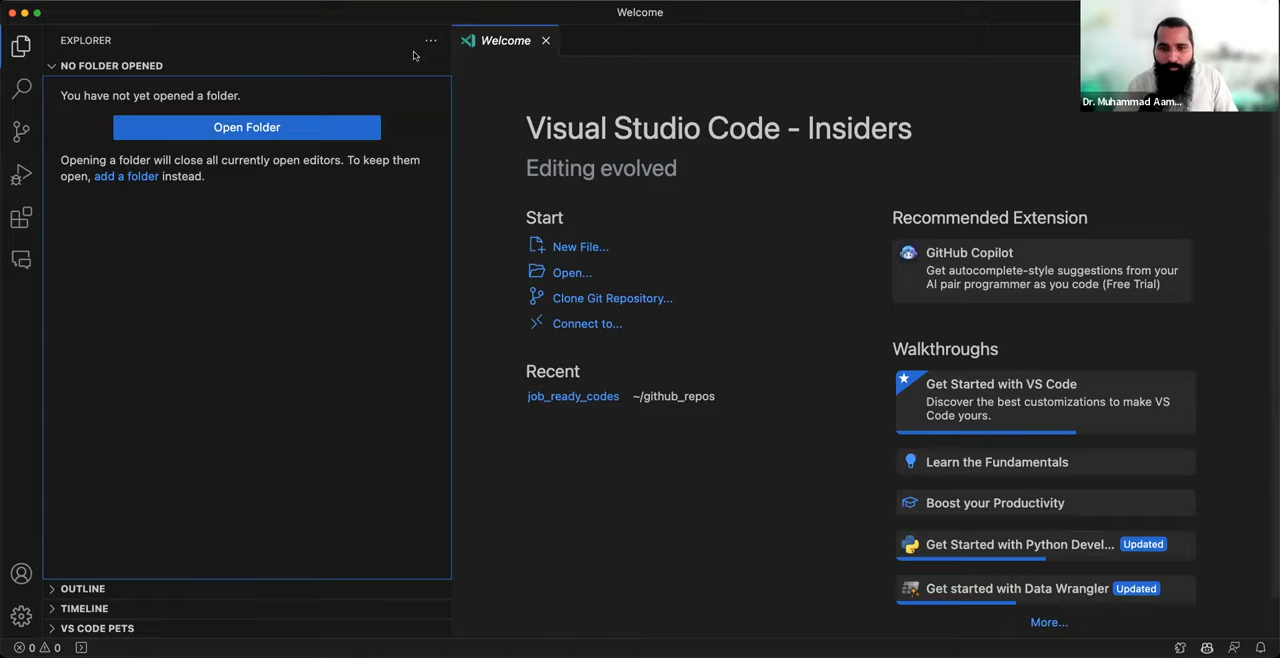 Welcome
EXPLORER
NO FOLDER OPENED
You have not yet opened a folder.
Open Folder
Opening a folder will close all currently open editors. To keep them
open, add a folder instead.
OUTLINE
TIMELINE
VS CODE PETS
0 0
Welcome
Visual Studio Code - Insiders
Editing evolved
Start
New File...
Open...
Clone Git Repository...
Connect to...
Recent
job_ready_codes ~/github_repos
Recommended Extension
GitHub Copilot
Get autocomplete-style suggestions from your
AI pair programmer as you code (Free Trial)
Walkthroughs
Get Started with VS Code
Discover the best customizations to make VS
Code yours.
Learn the Fundamentals
Boost your Productivity
Get Started with Python Devel... Updated
Get started with Data Wrangler Updated
More...
Dr. Muhammad Aam...